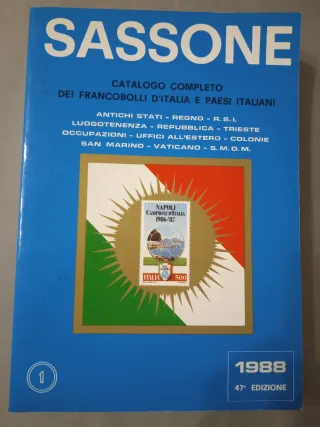 SASSONE
CATALOGO COMPLETO
DEI FRANCOBOLLI D'ITALIA E PAESI ITALIANI
ANTICHI STATI - REGNO - R.S.I.
LUOGOTENENZA - REPUBBLICA - TRIESTE
OCCUPAZIONI - UFFICI ALL'ESTERO - COLONIE
SAN MARINO - VATICANO - S.M.O.M.
NAPOLI
CAMPIONE D'ITALIA
1986-'87
ITALIA 500
1
1988
47ª EDIZIONE